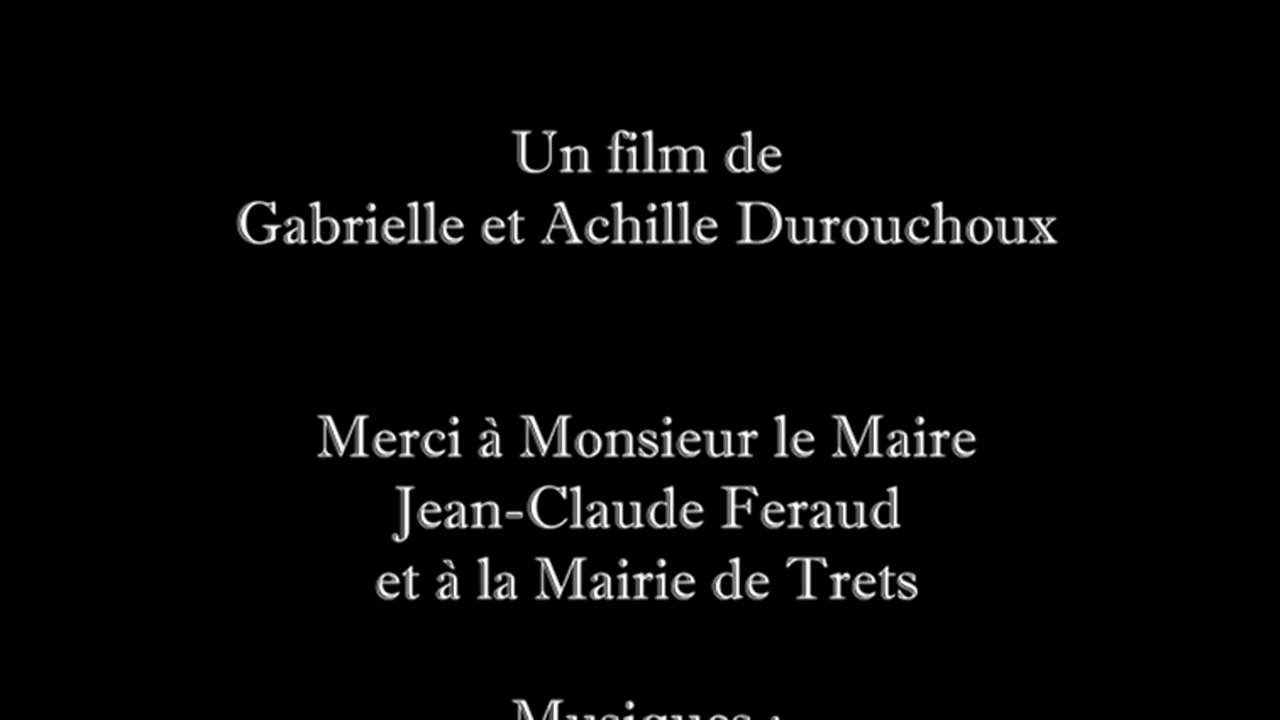 Un film de
Gabrielle et Achille Durouchoux
Merci à Monsieur le Maire
Jean-Claude Feraud
et à la Mairie de Trets
Musiques :